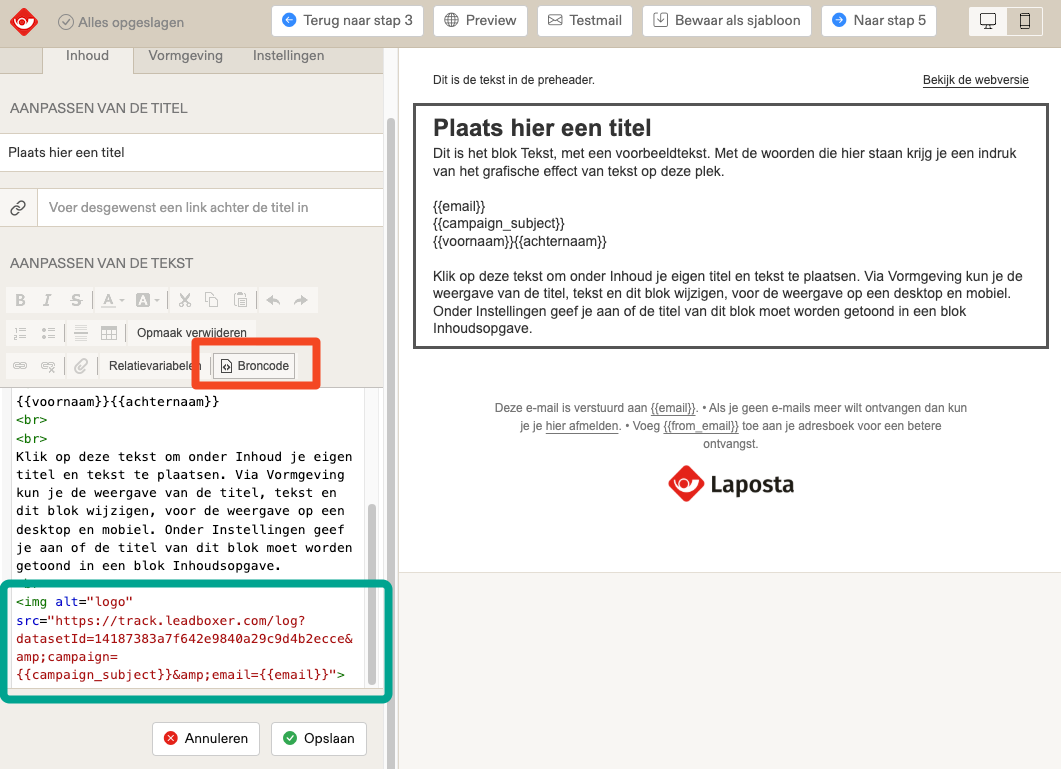 Alles opgeslagen
Terug naar stap 3
Preview
Testmail
Bewaar als sjabloon
Naar stap 5
Inhoud
Vormgeving
Instellingen
AANPASSEN VAN DE TITEL
Plaats hier een titel
Voer desgewenst een link achter de titel in
AANPASSEN VAN DE TEKST
B I S A A
Opmaak verwijderen
Relatievariabelen
Broncode
{{voornaam}}{{achternaam}}
<br>
<br>
Klik op deze tekst om onder Inhoud je eigen
titel en tekst te plaatsen. Via Vormgeving
kun je de weergave van de titel, tekst en
dit blok wijzigen, voor de weergave op een
desktop en mobiel. Onder Instellingen geef
je aan of de titel van dit blok moet worden
getoond in een blok Inhoudsopgave.
<img alt="logo"
src="https://track.leadboxer.com/log?
datasetId=14187383a7f642e9840a29c9d4b2ecce&
amp;campaign=
{{campaign_subject}}&amp;email={{email}}">
Annuleren
Opslaan
Dit is de tekst in de preheader.
Bekijk de webversie
Plaats hier een titel
Dit is het blok Tekst, met een voorbeeldtekst. Met de woorden die hier staan krijg je een indruk
van het grafische effect van tekst op deze plek.
{{email}}
{{campaign_subject}}
{{voornaam}}{{achternaam}}
Klik op deze tekst om onder Inhoud je eigen titel en tekst te plaatsen. Via Vormgeving kun je de
weergave van de titel, tekst en dit blok wijzigen, voor de weergave op een desktop en mobiel.
Onder Instellingen geef je aan of de titel van dit blok moet worden getoond in een blok
Inhoudsopgave.
Deze e-mail is verstuurd aan {{email}}. • Als je geen e-mails meer wilt ontvangen dan kun
je je hier afmelden. • Voeg {{from_email}} toe aan je adresboek voor een betere
ontvangst.
Laposta